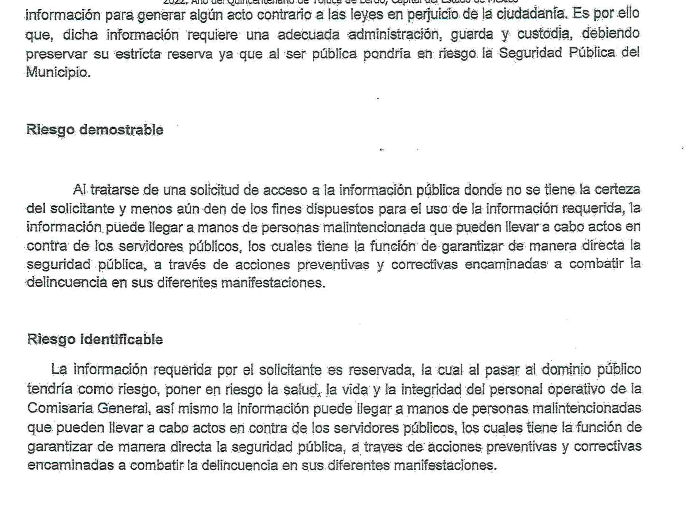 2022. Año del Quincentenario de Toluca de Lerdo, Capital del Estado de México
información para generar algún acto contrario a las leyes en perjuicio de la ciudadanía. Es por ello
que, dicha información requiere una adecuada administración, guarda y custodia, debiendo
preservar su estricta reserva ya que al ser pública pondría en riesgo la Seguridad Pública del
Municipio.
Riesgo demostrable
Al tratarse de una solicitud de acceso a la información pública donde no se tiene la certeza
del solicitante y menos aún den de los fines dispuestos para el uso de la información requerida, la
información puede llegar a manos de personas malintencionada que pueden llevar a cabo actos en
contra de los servidores públicos, los cuales tiene la función de garantizar de manera directa la
seguridad pública, a través de acciones preventivas y correctivas encaminadas a combatir la
delincuencia en sus diferentes manifestaciones.
Riesgo identificable
La información requerida por el solicitante es reservada, la cual al pasar al dominio público
tendría como riesgo, poner en riesgo la salud, la vida y la integridad del personal operativo de la
Comisaria General, así mismo la información puede llegar a manos de personas malintencionadas
que pueden llevar a cabo actos en contra de los servidores públicos, los cuales tiene la función de
garantizar de manera directa la seguridad pública, a traves de acciones preventivas y correctivas
encaminadas a combatir la delincuencia en sus diferentes manifestaciones.